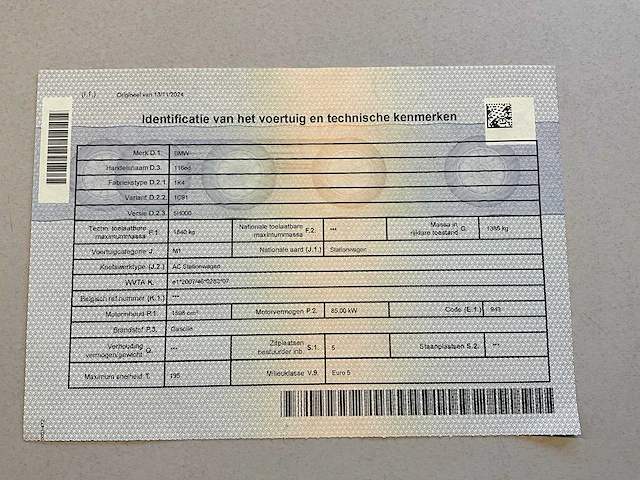 (I.1.) Origineel van 13/11/2024
Identificatie van het voertuig en technische kenmerken
Merk D.1. BMW
Handelsnaam D.3. 116ed
Fabriekstype D.2.1. 1K4
Variant D.2.2. 1C91
Versie D.2.3. 5H000
Techn. toelaatbare maximummassa F.1. 1840 kg Nationale toelaatbare maximummassa F.2. *** Massa in rijklare toestand G. 1385 kg
Voertuigcategorie J. M1 Nationale aard (J.1.) Stationwagen
Koetswerktype (J.2.) AC Stationwagen
WVTA K. e1*2007/46*0283*07
Belgisch ref.nummer (K.1.) ***
Motorinhoud P.1. 1598 cm³ Motorvermogen P.2. 85,00 kW Code (E.1.) 943
Brandstof P.3. Gasolie
Verhouding vermogen/gewicht Q. *** Zitplaatsen bestuurder inb. S.1. 5 Staanplaatsen S.2. ***
Maximum snelheid T. 195 Milieuklasse V.9. Euro 5